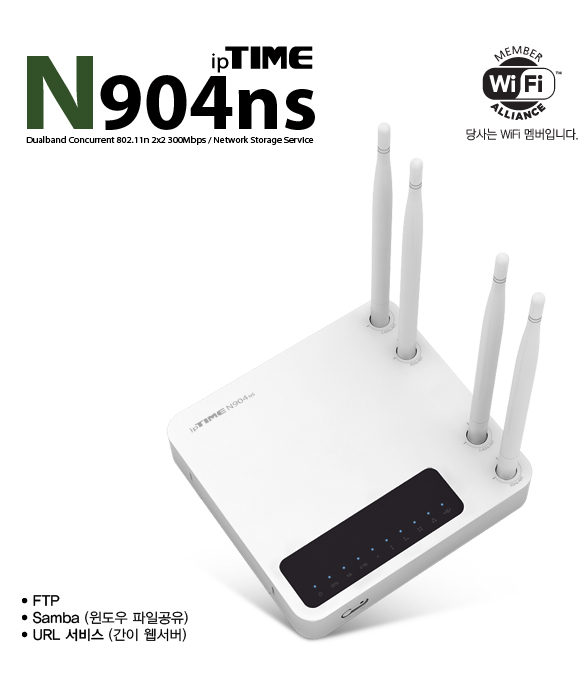 ipTIME
N904ns
Dualband Concurrent 802.11n 2x2 300Mbps / Network Storage Service
MEMBER
WiFi
TM
ALLIANCE
당사는 WiFi 멤버입니다.
ipTIME N904ns
• FTP
• Samba (윈도우 파일공유)
• URL 서비스 (간이 웹서버)